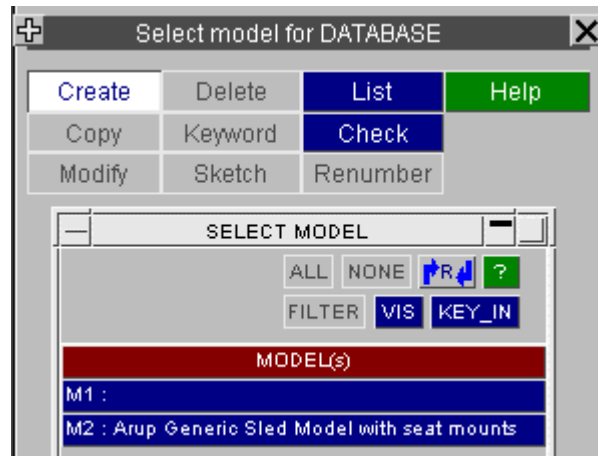 Select model for DATABASE
Create Delete List Help
Copy Keyword Check
Modify Sketch Renumber
SELECT MODEL
ALL NONE R ?
FILTER VIS KEY_IN
MODEL(s)
M1 :
M2 : Arup Generic Sled Model with seat mounts